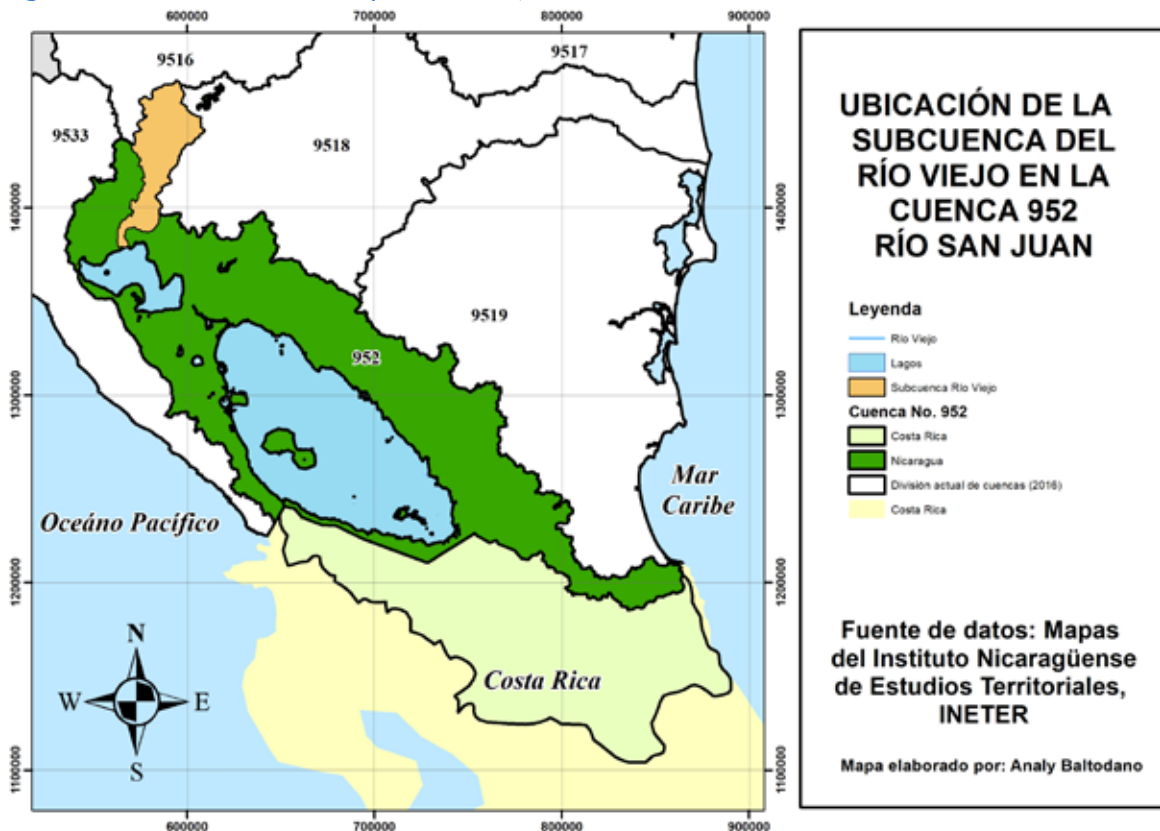 600000 700000 800000 900000
9516
9517
9533
9518
1400000
1400000
9519
952
1300000
1300000
Mar
Caribe
Oceáno Pacífico
1200000
1200000
N
W E
S
Costa Rica
1100000
1100000
600000 700000 800000 900000
UBICACIÓN DE LA
SUBCUENCA DEL
RÍO VIEJO EN LA
CUENCA 952
RÍO SAN JUAN
Leyenda
Río Viejo
Lagos
Subcuenca Río Viejo
Cuenca No. 952
Costa Rica
Nicaragua
División actual de cuencas (2016)
Costa Rica
Fuente de datos: Mapas
del Instituto Nicaragüense
de Estudios Territoriales,
INETER
Mapa elaborado por: Analy Baltodano